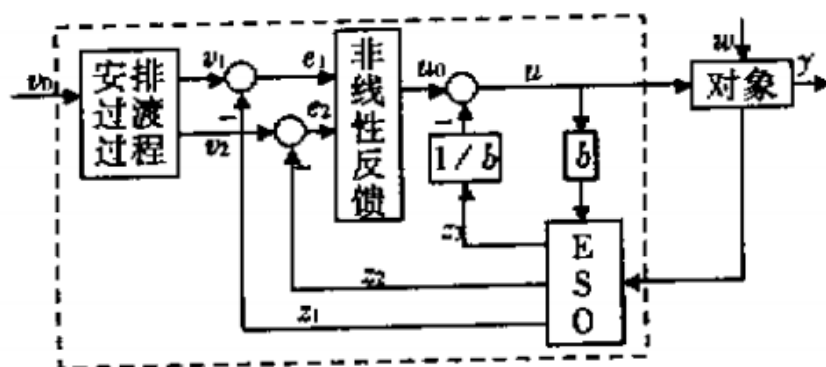 v₀
安排
过渡
过程
v₁
v₂
e₁
e₂
非线性反馈
u₀
u
1/b
b
w
对象
y
z₃
z₂
z₁
ESO